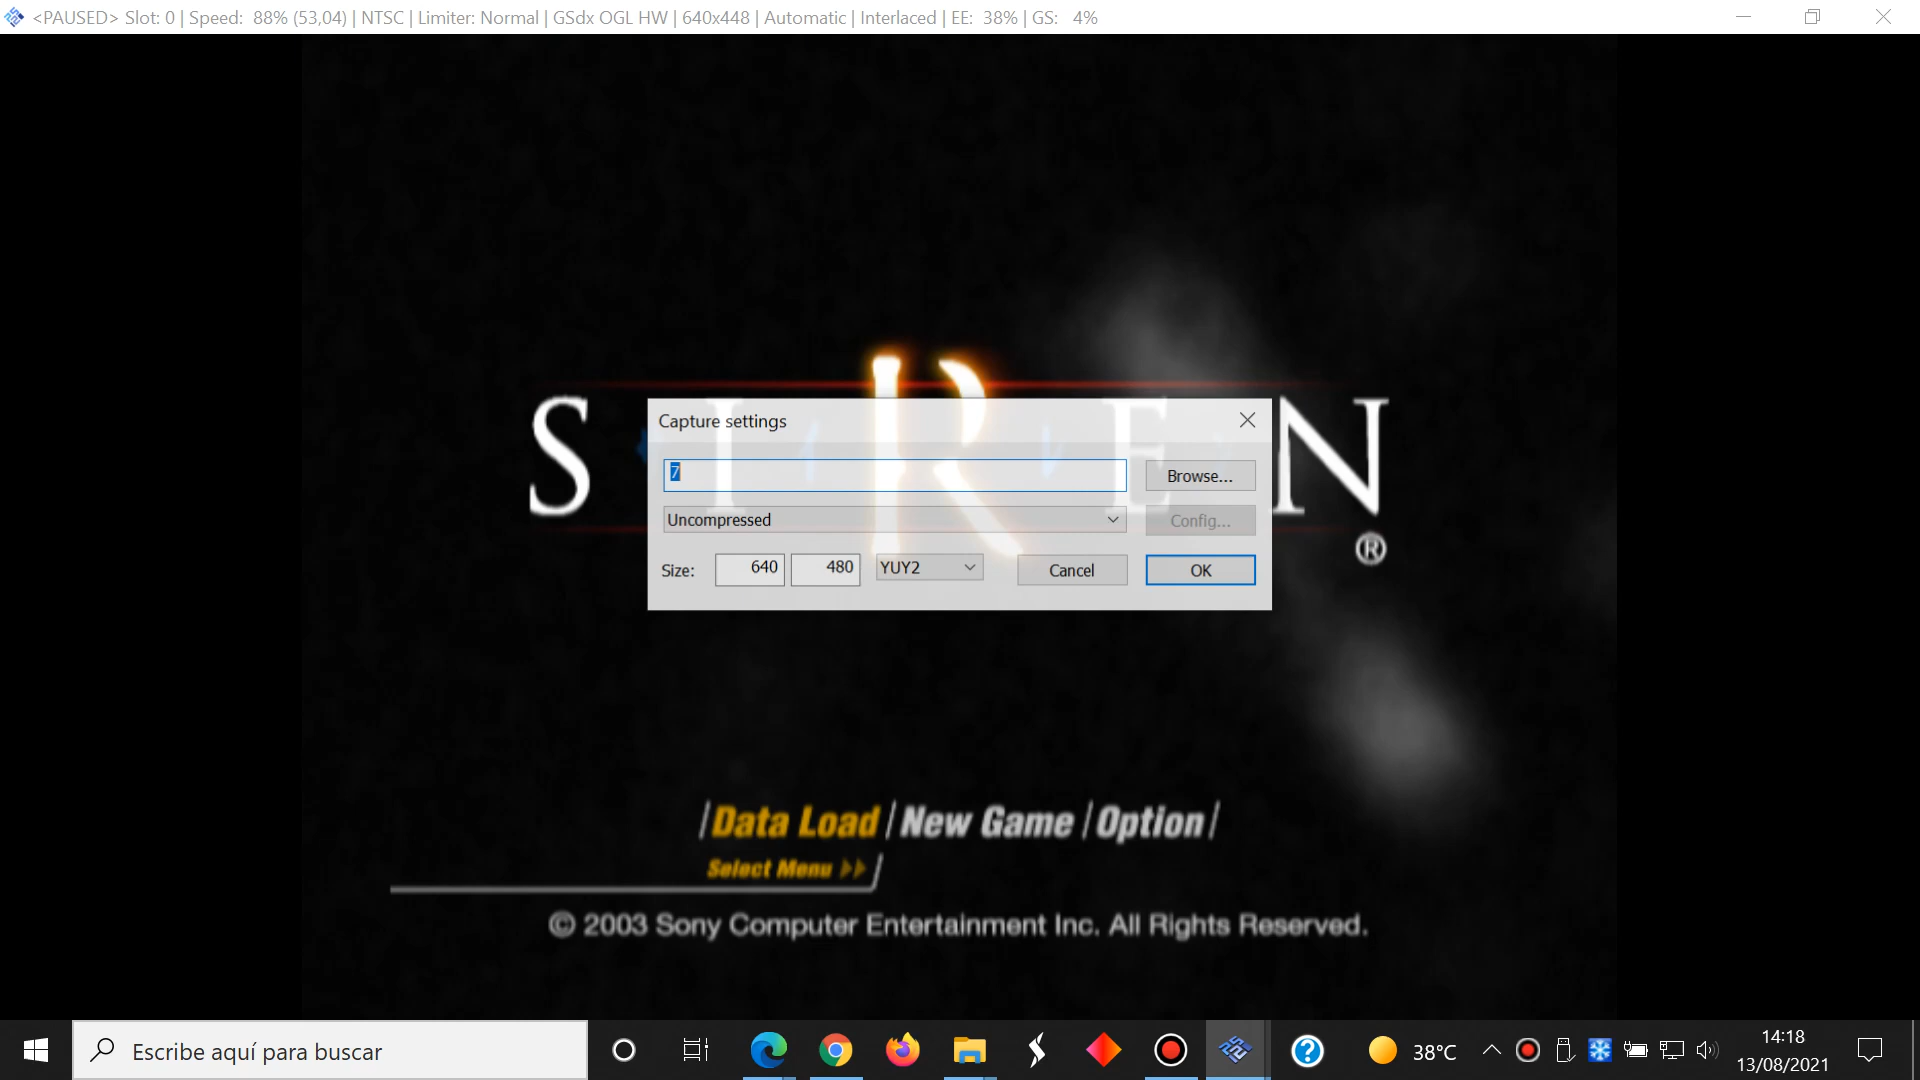 <PAUSED> Slot: 0 | Speed: 88% (53,04) | NTSC | Limiter: Normal | GSdx OGL HW | 640x448 | Automatic | Interlaced | EE: 38% | GS: 4%
SIREN
®
Capture settings
7
Browse...
Uncompressed
Config...
Size: 640 480 YUY2 Cancel OK
/Data Load/New Game/Option/
Select Menu
© 2003 Sony Computer Entertainment Inc. All Rights Reserved.
Escribe aquí para buscar
38°C
14:18
13/08/2021